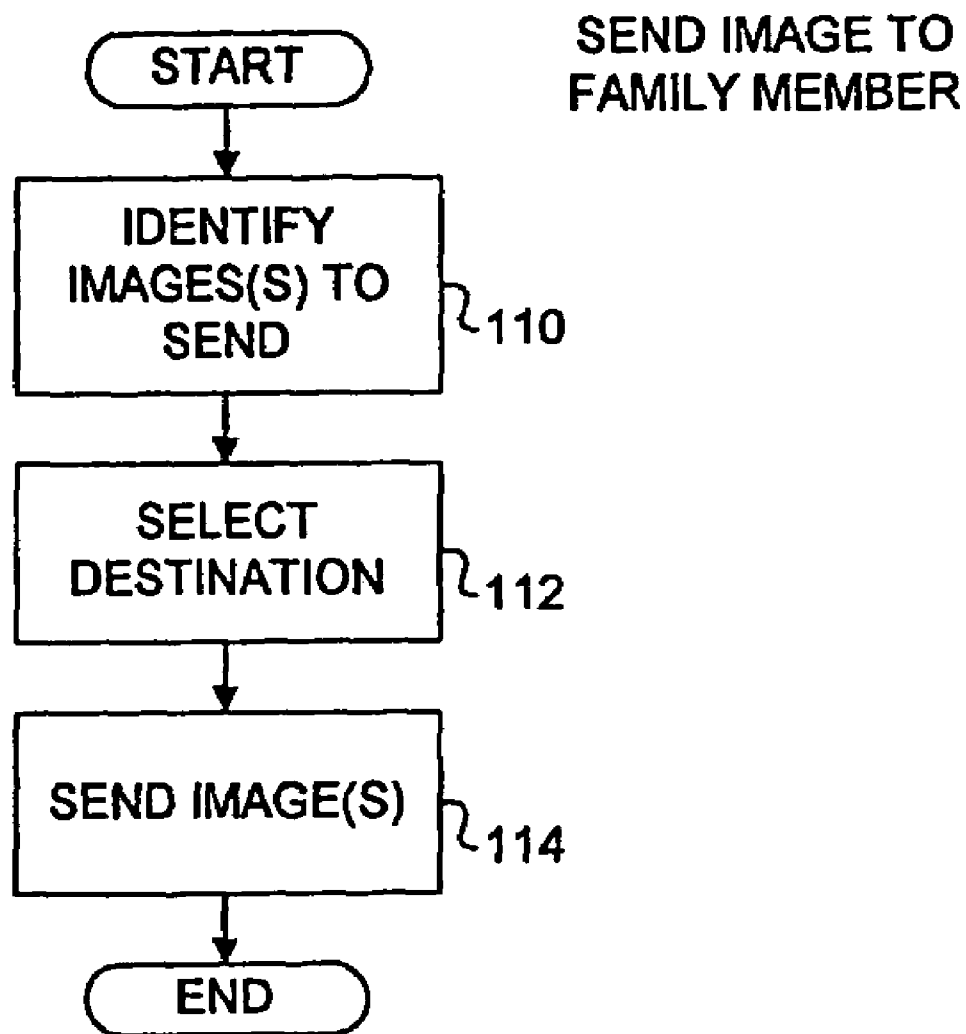 SEND IMAGE TO
FAMILY MEMBER
START
IDENTIFY
IMAGES(S) TO
SEND
110
SELECT
DESTINATION
112
SEND IMAGE(S)
114
END